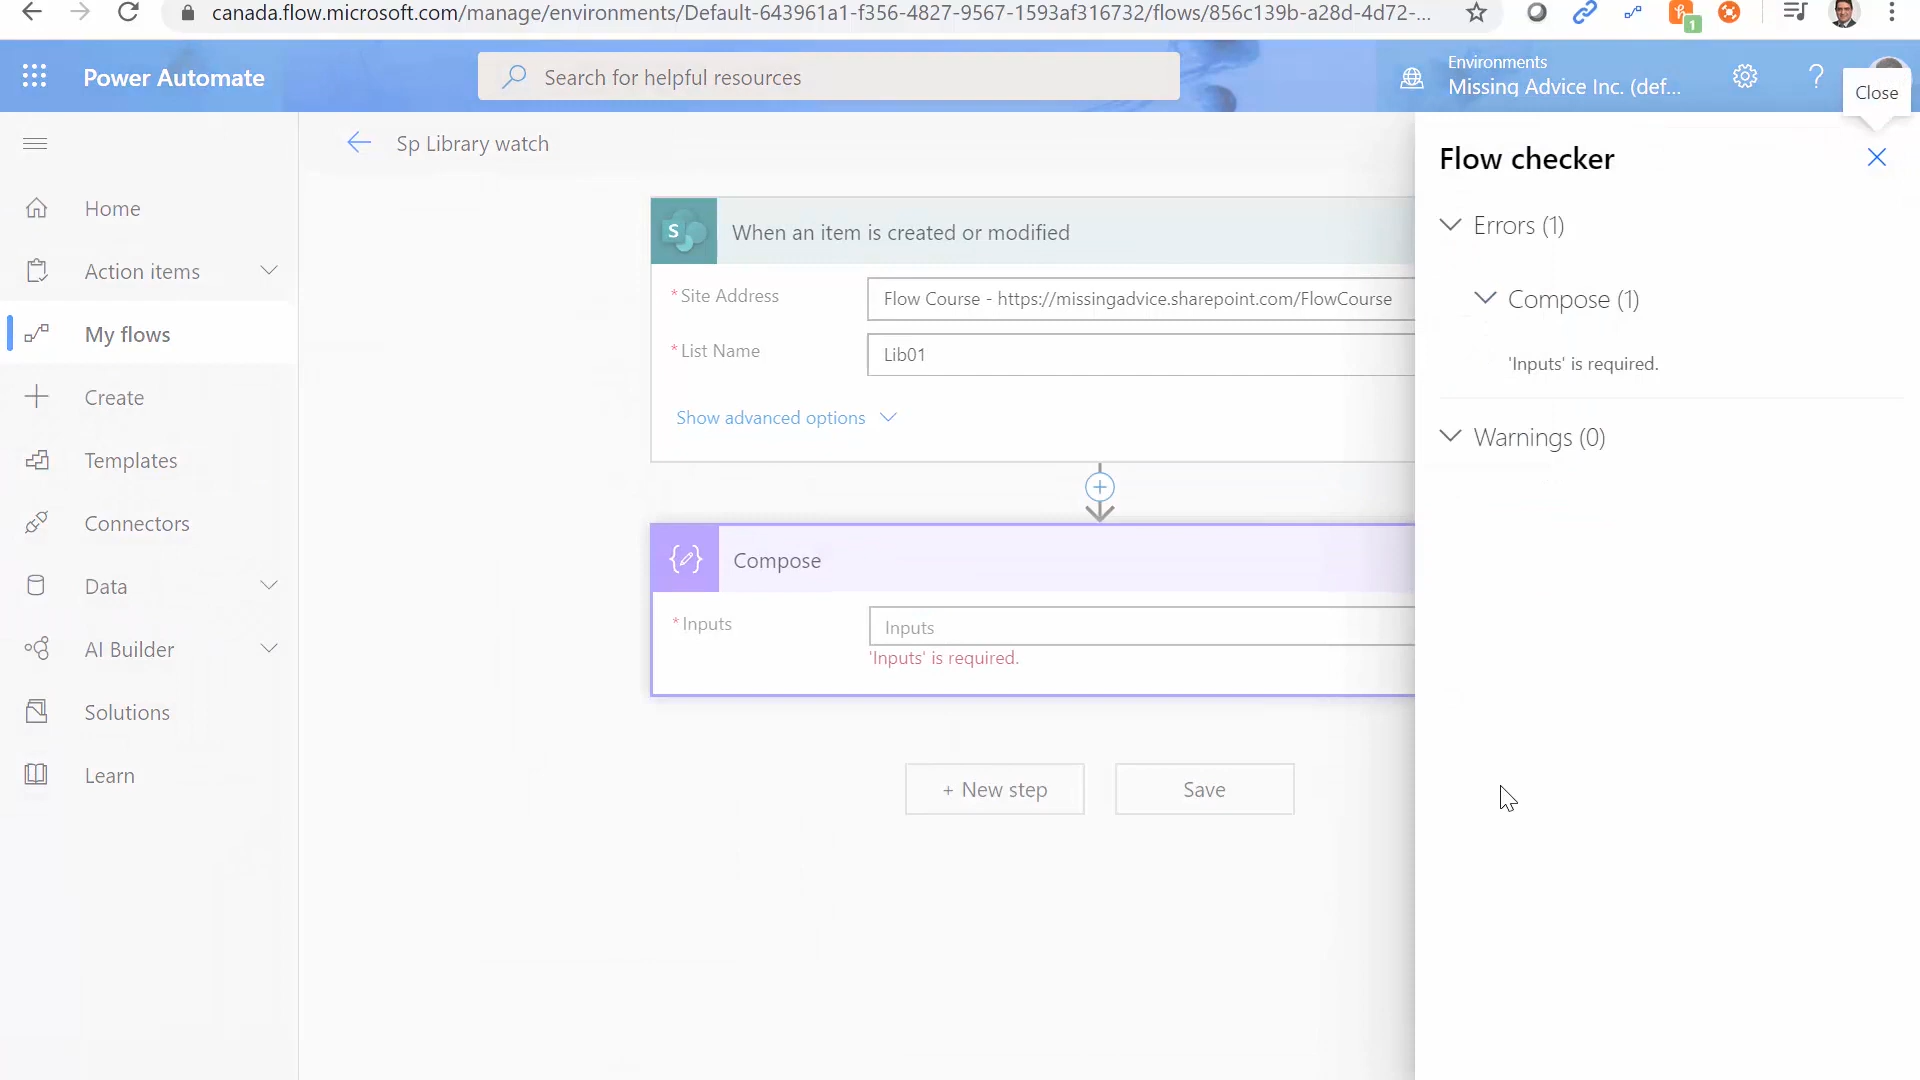 canada.flow.microsoft.com/manage/environments/Default-643961a1-f356-4827-9567-1593af316732/flows/856c139b-a28d-4d72-...
1
Power Automate
Search for helpful resources
Environments
Missing Advice Inc. (def...
?
Close
Home
Action items
My flows
Create
Templates
Connectors
Data
AI Builder
Solutions
Learn
Sp Library watch
S
When an item is created or modified
* Site Address
Flow Course - https://missingadvice.sharepoint.com/FlowCourse
* List Name
Lib01
Show advanced options
Compose
* Inputs
Inputs
'Inputs' is required.
+ New step
Save
Flow checker
Errors (1)
Compose (1)
'Inputs' is required.
Warnings (0)